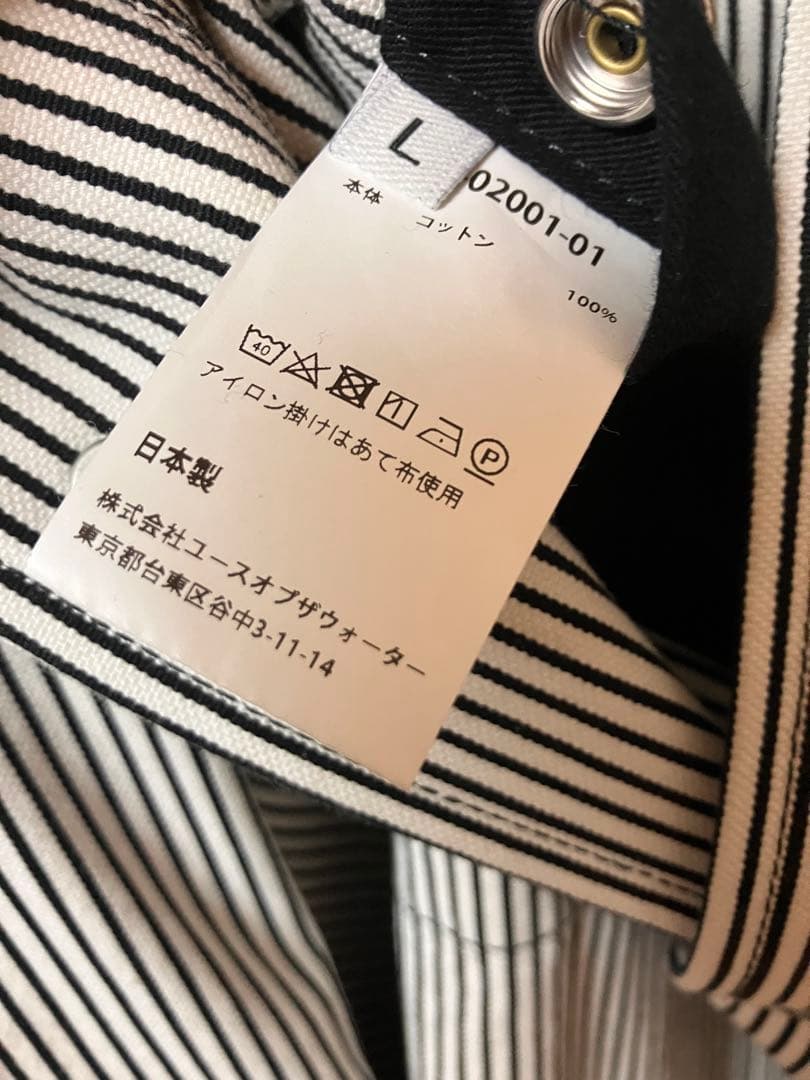 L
02001-01
本体 コットン
100%
40
P
アイロン掛けはあて布使用
日本製
株式会社ユースオブザウォーター
東京都台東区谷中3-11-14